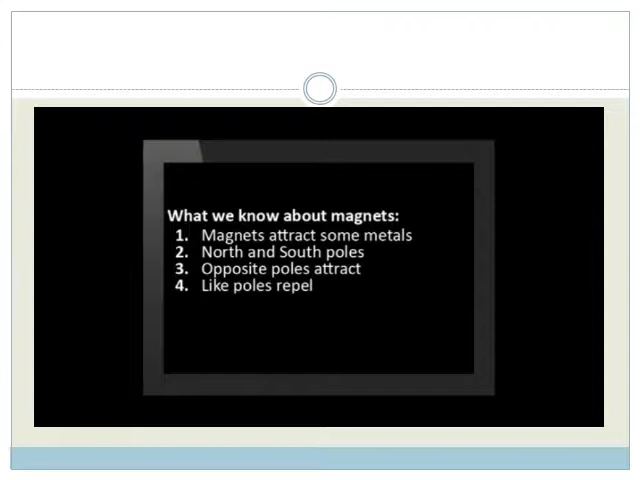 What we know about magnets:
1. Magnets attract some metals
2. North and South poles
3. Opposite poles attract
4. Like poles repel